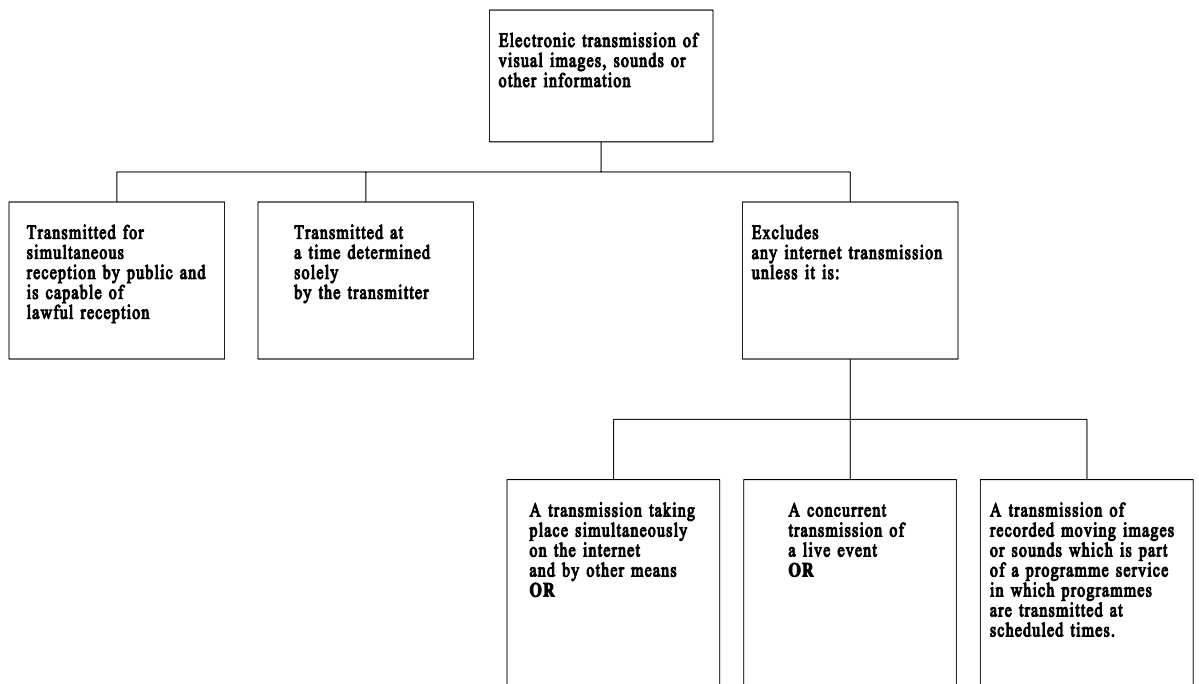 Electronic transmission of
visual images, sounds or
other information
Transmitted for
simultaneous
reception by public and
is capable of
lawful reception
Transmitted at
a time determined
solely
by the transmitter
Excludes
any internet transmission
unless it is:
A transmission taking
place simultaneously
on the internet
and by other means
OR
A concurrent
transmission of
a live event
OR
A transmission of
recorded moving images
or sounds which is part
of a programme service
in which programmes
are transmitted at
scheduled times.